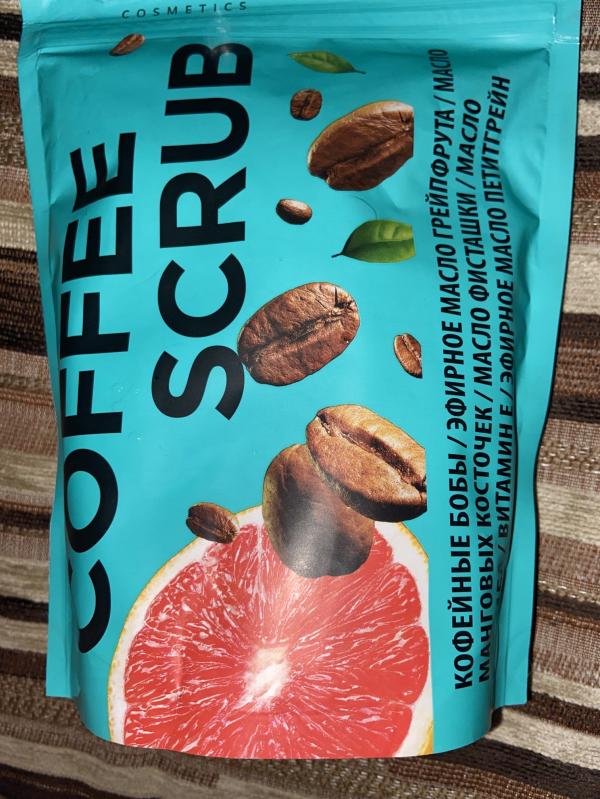 COSMETICS
COFFEE
SCRUB
КОФЕЙНЫЕ БОБЫ / ЭФИРНОЕ МАСЛО ГРЕЙПФРУТА / МАСЛО
МАНГОВЫХ КОСТОЧЕК / МАСЛО ФИСТАШКИ / МАСЛО
/ ВИТАМИН Е / ЭФИРНОЕ МАСЛО ПЕТИТГРЕЙН